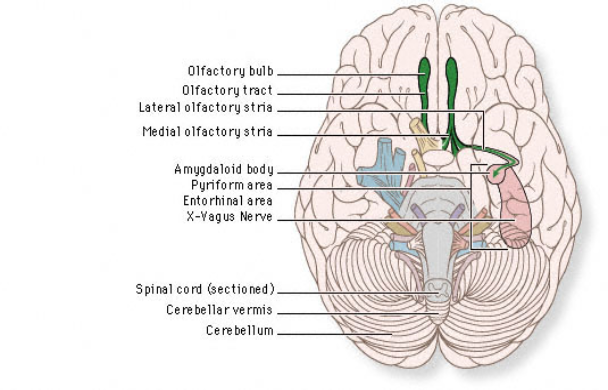 Olfactory bulb
Olfactory tract
Lateral olfactory stria
Medial olfactory stria
Amygdaloid body
Pyriform area
Entorhinal area
X-Vagus Nerve
Spinal cord (sectioned)
Cerebellar vermis
Cerebellum